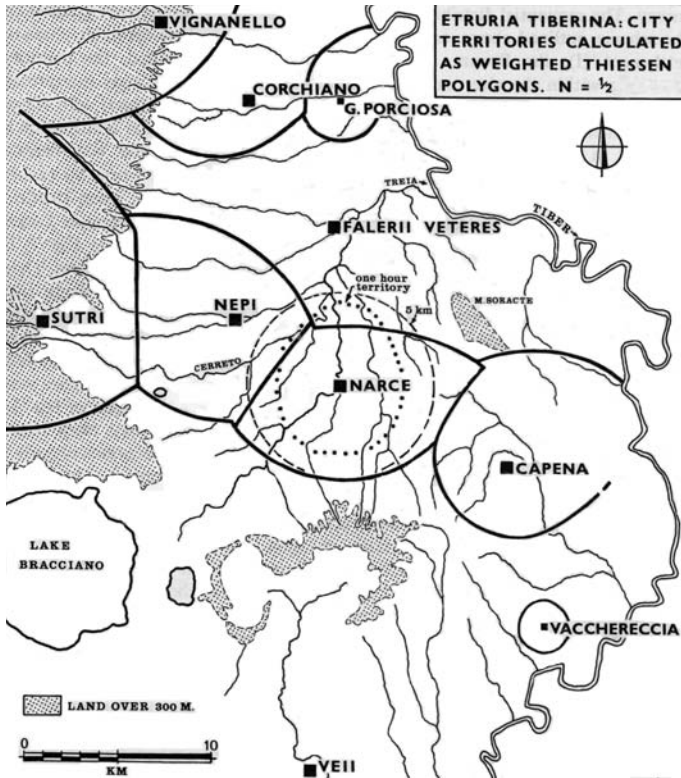 ETRURIA TIBERINA: CITY
TERRITORIES CALCULATED
AS WEIGHTED THIESSEN
POLYGONS. N = ½
VIGNANELLO
CORCHIANO
G. PORCIOSA
TREIA
TIBER
FALERII VETERES
one hour
territory
5 km
M. SORACTE
SUTRI
NEPI
CERRETO
NARCE
CAPENA
LAKE
BRACCIANO
VACCHERECCIA
LAND OVER 300 M.
0 10
KM
VEII